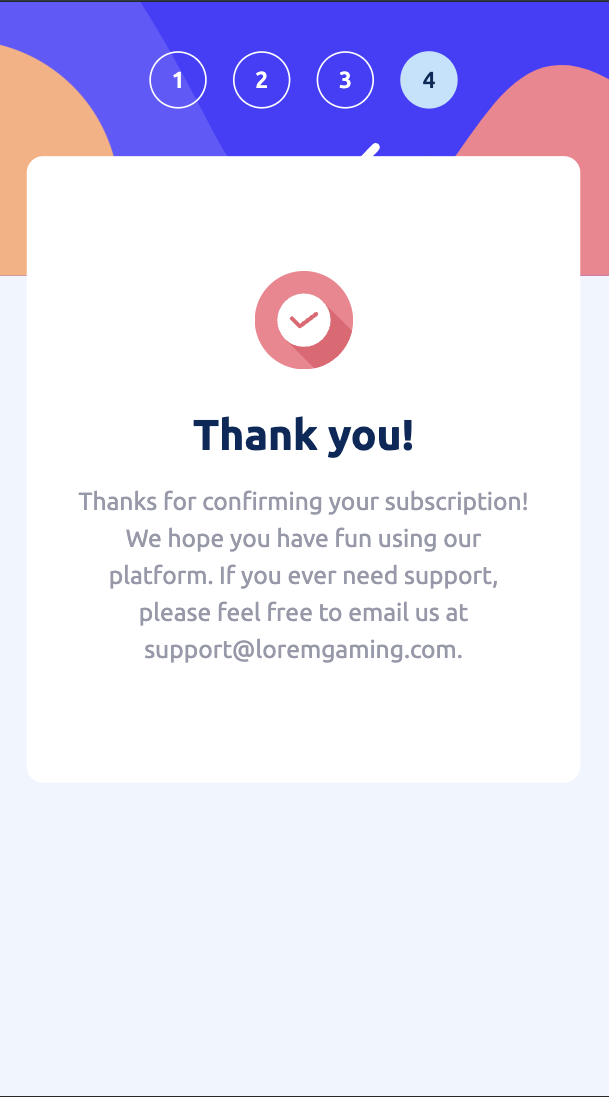 1 2 3 4
Thank you!
Thanks for confirming your subscription!
We hope you have fun using our
platform. If you ever need support,
please feel free to email us at
support@loremgaming.com.